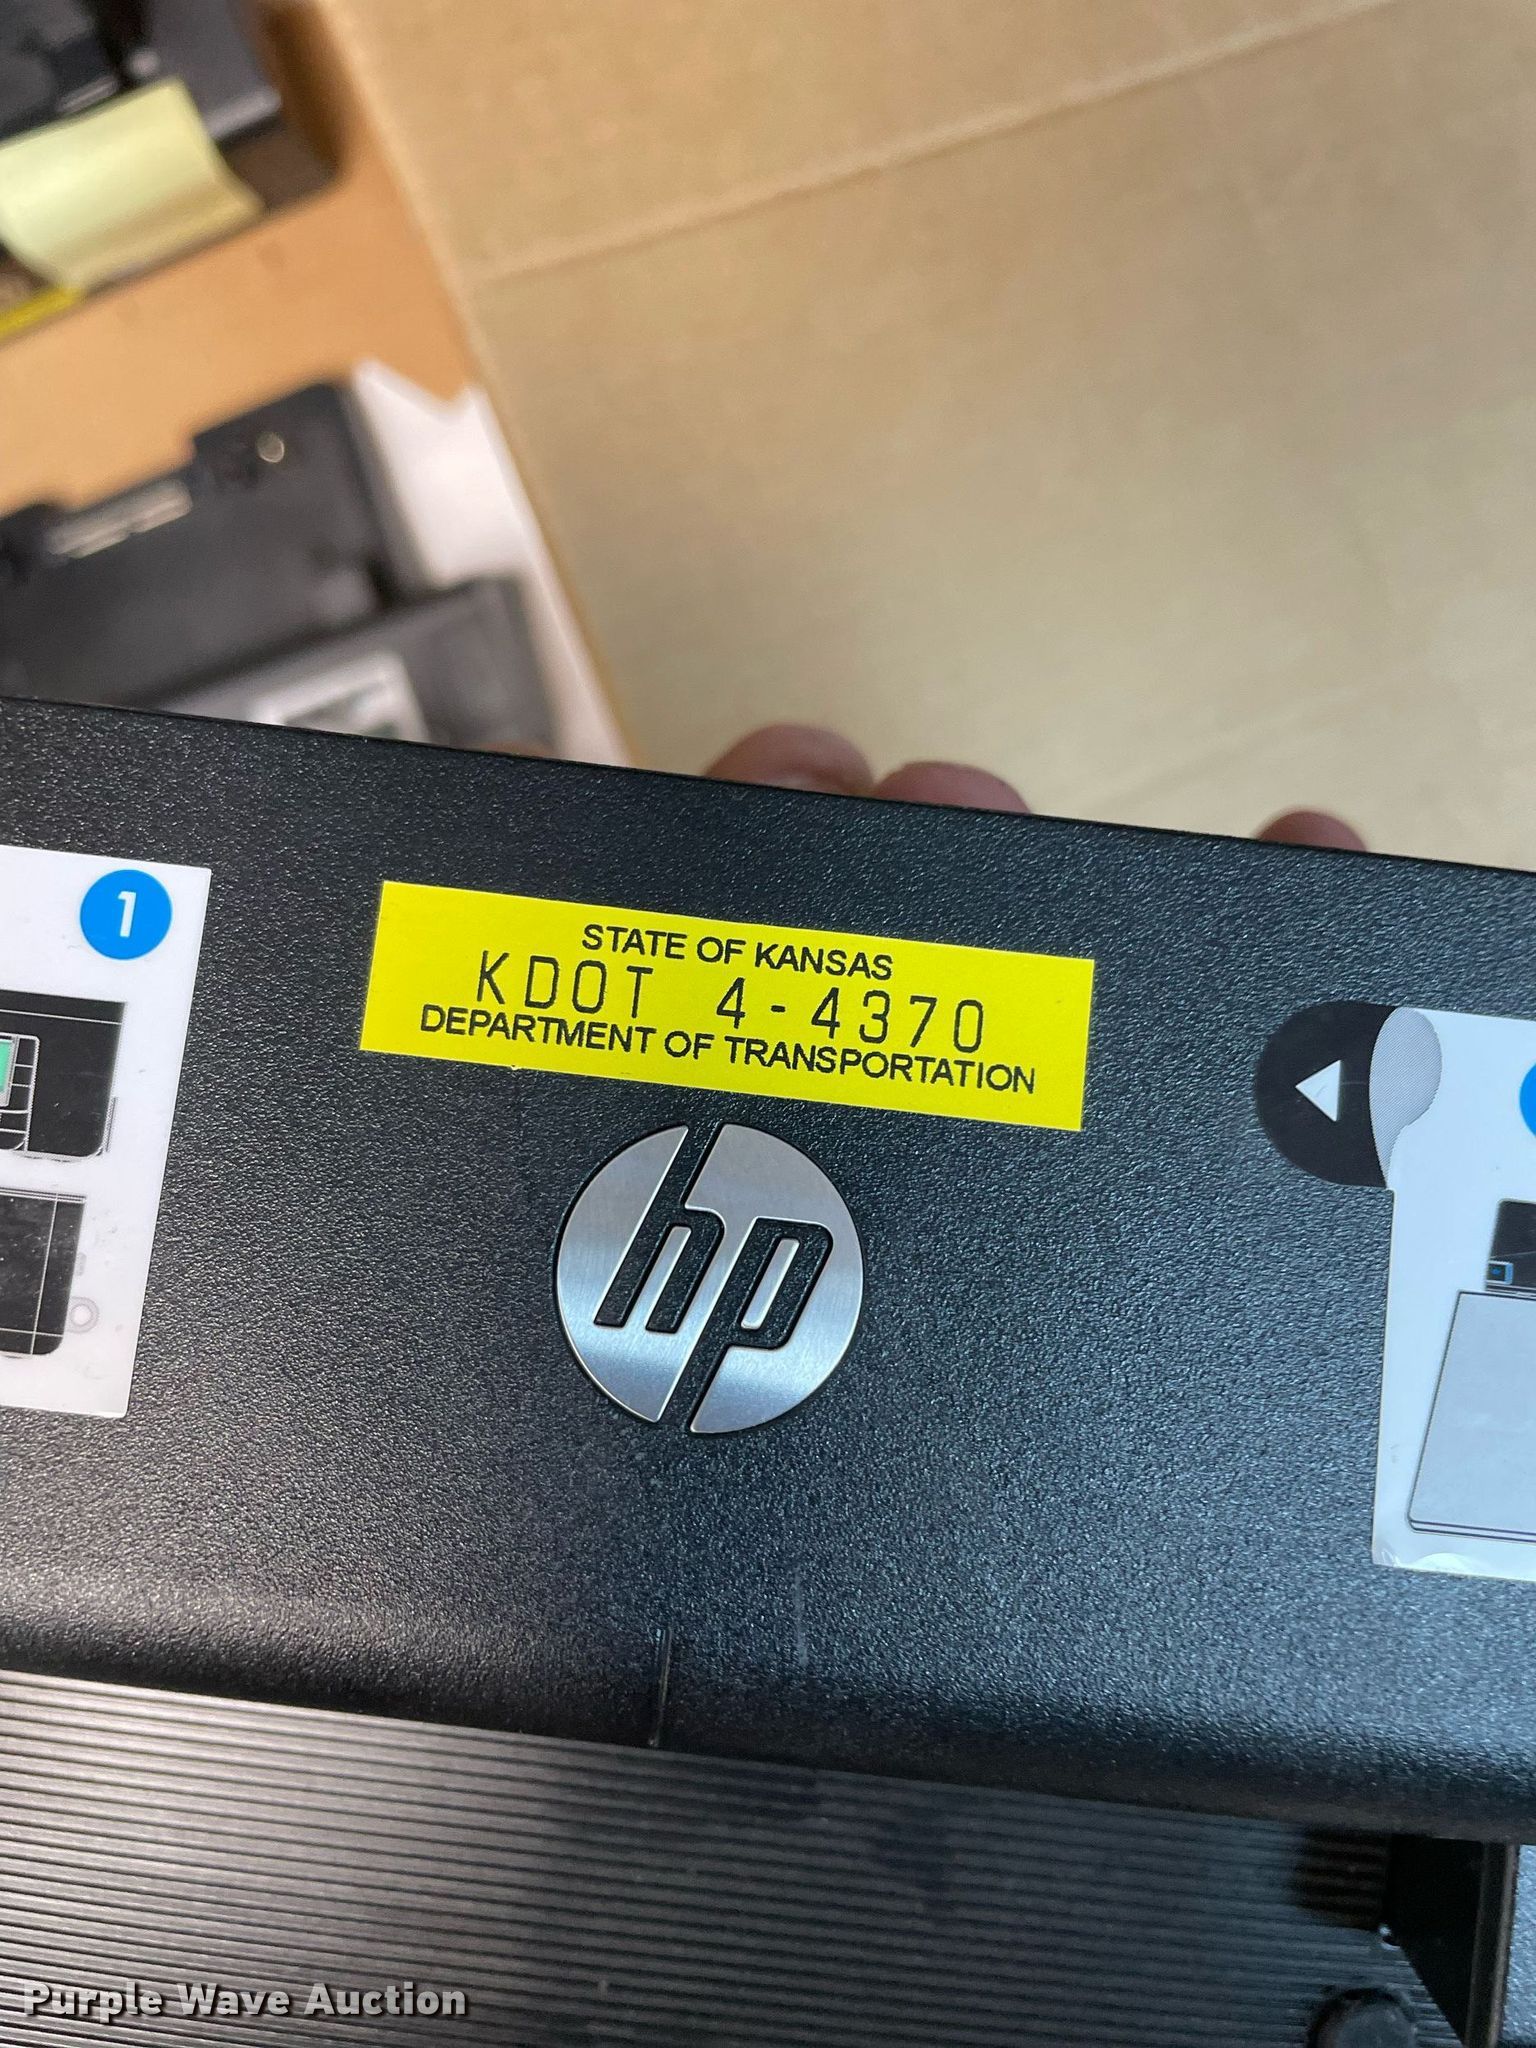 1
STATE OF KANSAS
KDOT 4-4370
DEPARTMENT OF TRANSPORTATION
hp
Purple Wave Auction